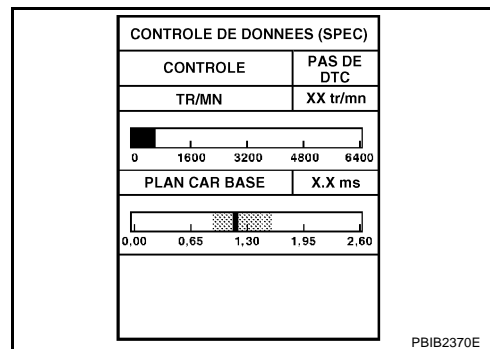 CONTROLE DE DONNEES (SPEC)
CONTROLE
PAS DE
DTC
TR/MN
XX tr/mn
0 1600 3200 4800 6400
PLAN CAR BASE
X.X ms
0,00 0,65 1,30 1,95 2,60
PBIB2370E